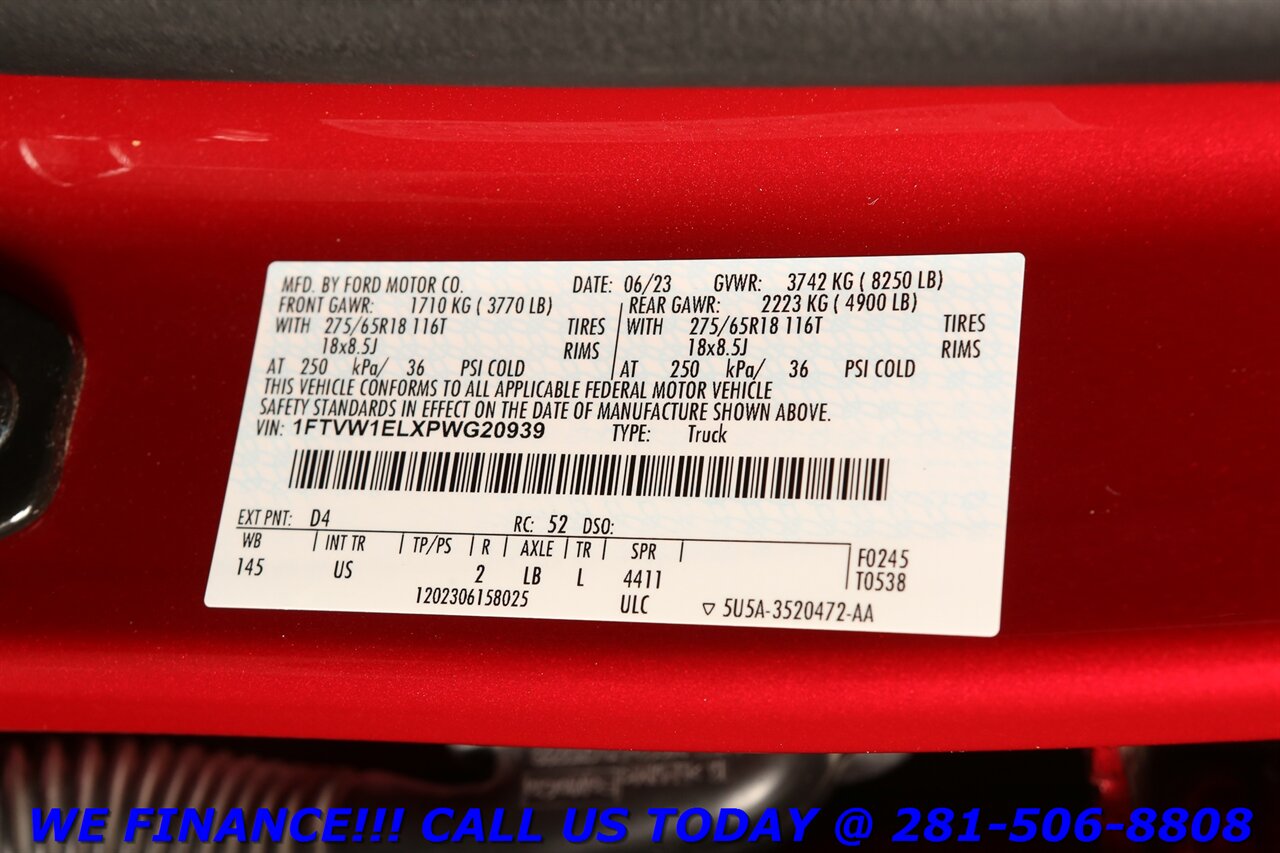 MFD. BY FORD MOTOR CO. DATE: 06/23 GVWR: 3742 KG ( 8250 LB)
FRONT GAWR: 1710 KG ( 3770 LB) REAR GAWR: 2223 KG ( 4900 LB)
WITH 275/65R18 116T TIRES WITH 275/65R18 116T TIRES
18x8.5J RIMS 18x8.5J RIMS
AT 250 kPa/ 36 PSI COLD AT 250 kPa/ 36 PSI COLD
THIS VEHICLE CONFORMS TO ALL APPLICABLE FEDERAL MOTOR VEHICLE
SAFETY STANDARDS IN EFFECT ON THE DATE OF MANUFACTURE SHOWN ABOVE.
VIN: 1FTVW1ELXPWG20939 TYPE: Truck
EXT PNT: D4 RC: 52 DSO:
WB INT TR TP/PS R AXLE TR SPR F0245
145 US 2 LB L 4411 T0538
1202306158025 ULC ▽ 5U5A-3520472-AA
WE FINANCE!!! CALL US TODAY @ 281-506-8808